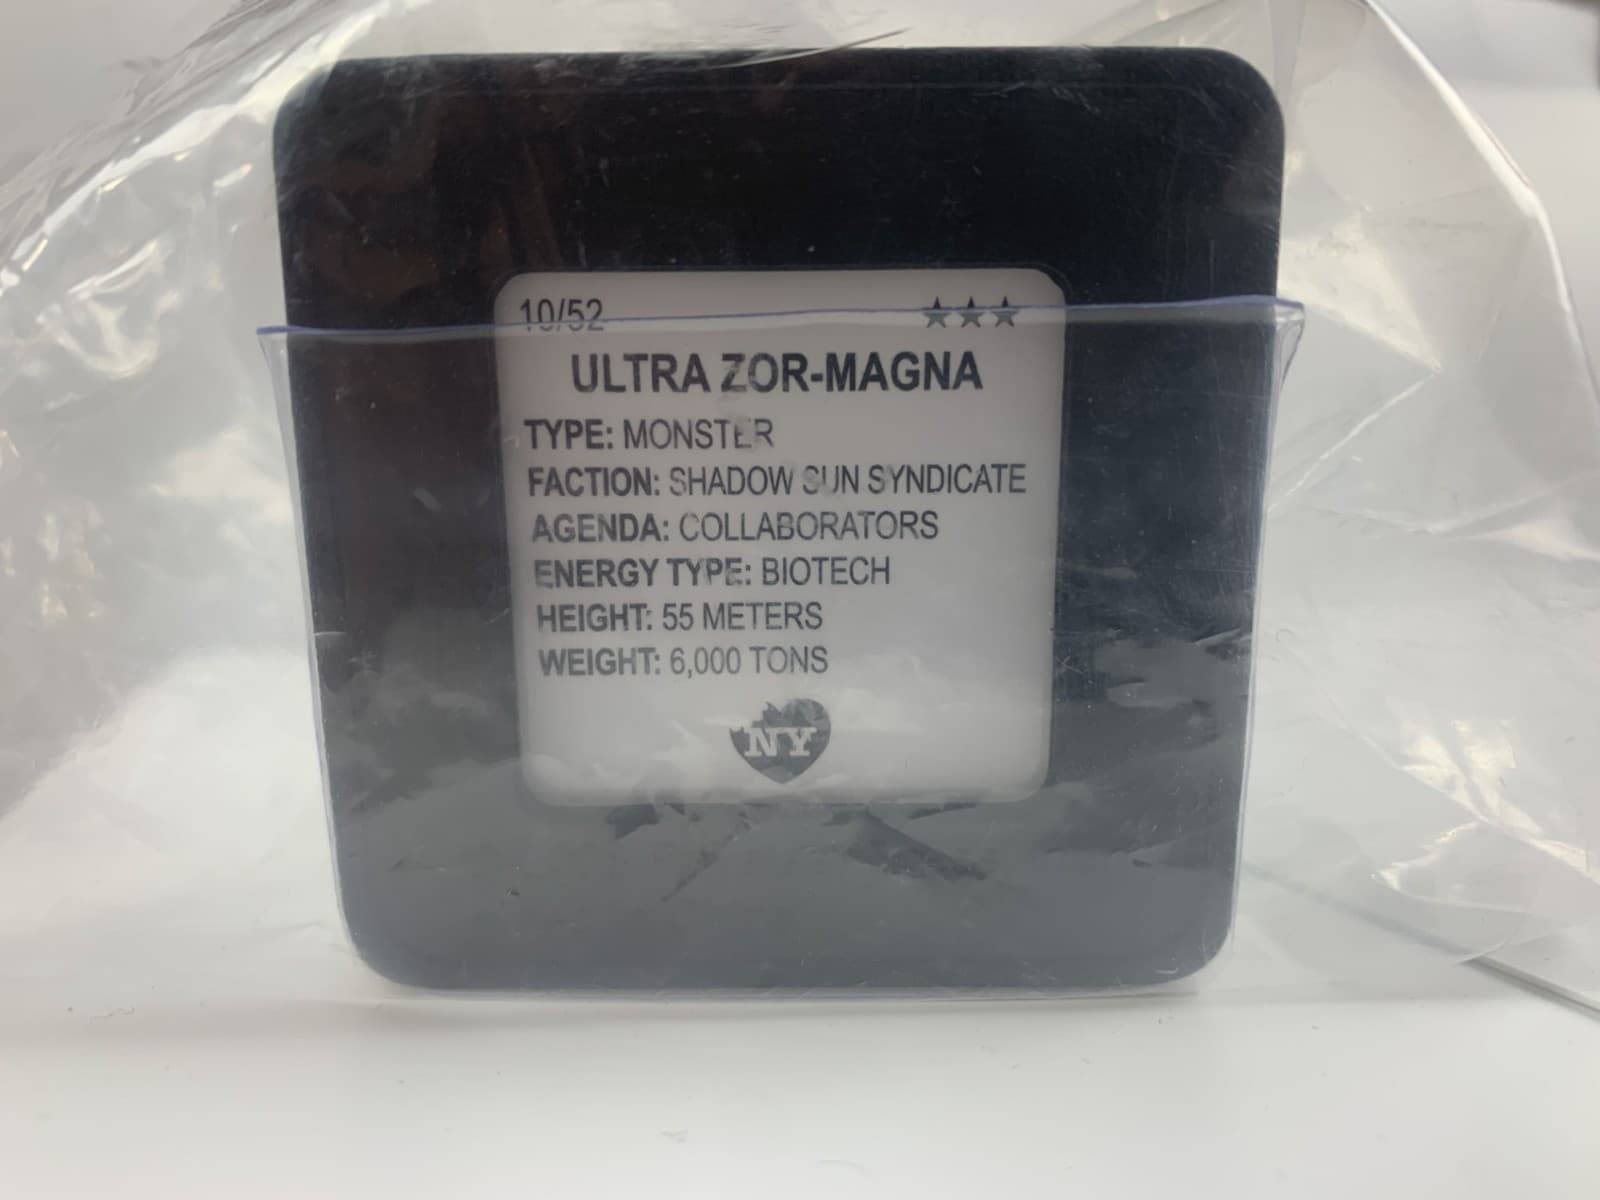 10/52 ★★★
ULTRA ZOR-MAGNA
TYPE: MONSTER
FACTION: SHADOW SUN SYNDICATE
AGENDA: COLLABORATORS
ENERGY TYPE: BIOTECH
HEIGHT: 55 METERS
WEIGHT: 6,000 TONS
NY